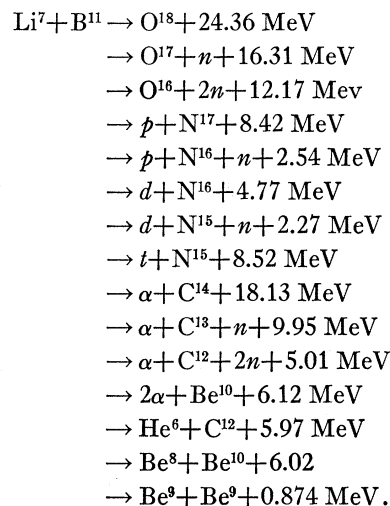 Li⁷+B¹¹ → O¹⁸+24.36 MeV
→ O¹⁷+n+16.31 MeV
→ O¹⁶+2n+12.17 Mev
→ p+N¹⁷+8.42 MeV
→ p+N¹⁶+n+2.54 MeV
→ d+N¹⁶+4.77 MeV
→ d+N¹⁵+n+2.27 MeV
→ t+N¹⁵+8.52 MeV
→ α+C¹⁴+18.13 MeV
→ α+C¹³+n+9.95 MeV
→ α+C¹²+2n+5.01 MeV
→ 2α+Be¹⁰+6.12 MeV
→ He⁶+C¹²+5.97 MeV
→ Be⁸+Be¹⁰+6.02
→ Be⁹+Be⁹+0.874 MeV.